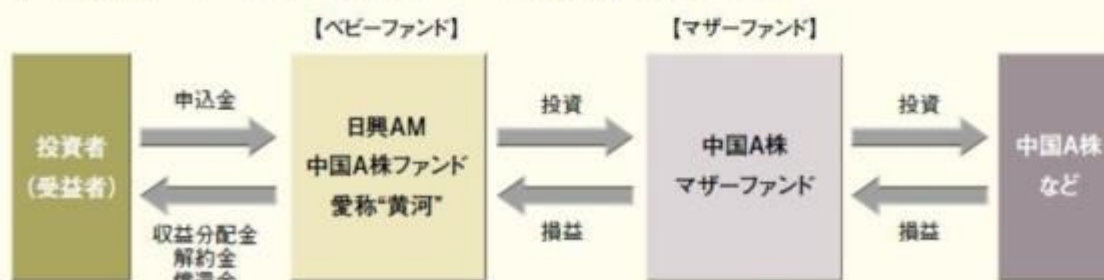 【ベビーファンド】
【マザーファンド】
投資者
(受益者)
申込金
収益分配金
解約金
償還金
日興AM
中国A株ファンド
愛称“黄河”
投資
損益
中国A株
マザーファンド
投資
損益
中国A株
など